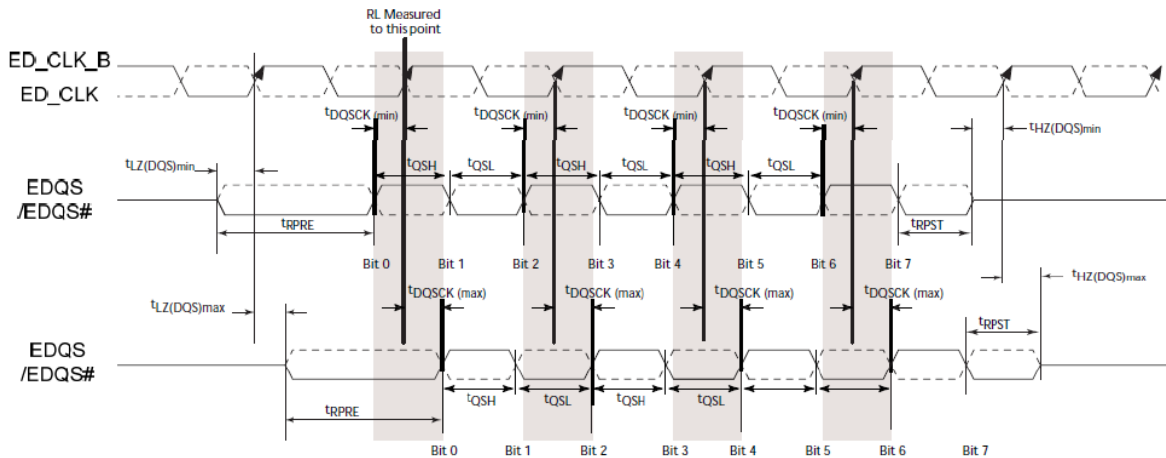 RL Measured
to this point
ED_CLK_B
ED_CLK
tDQSCK (min) tDQSCK (min) tDQSCK (min) tDQSCK (min)
tHZ(DQS)min
tLZ(DQS)min
tQSH tQSL tQSH tQSL tQSH tQSL
EDQS
/EDQS#
tRPRE
tRPST
Bit 0 Bit 1 Bit 2 Bit 3 Bit 4 Bit 5 Bit 6 Bit 7
tHZ(DQS)max
tDQSCK (max) tDQSCK (max) tDQSCK (max) tDQSCK (max)
tLZ(DQS)max
tRPST
EDQS
/EDQS#
tQSH tQSL tQSH tQSL
tRPRE
Bit 0 Bit 1 Bit 2 Bit 3 Bit 4 Bit 5 Bit 6 Bit 7